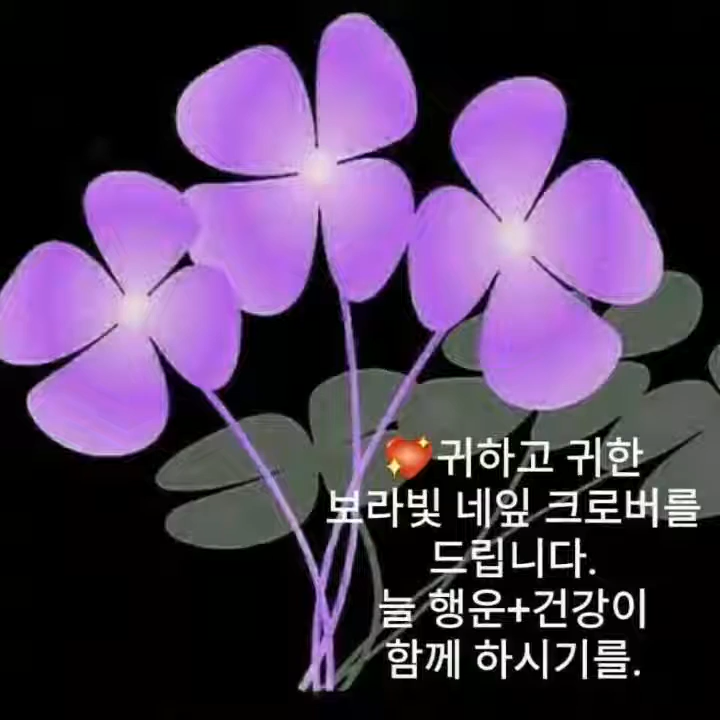 💖귀하고 귀한
보라빛 네잎 크로버를
드립니다.
늘 행운+건강이
함께 하시기를.